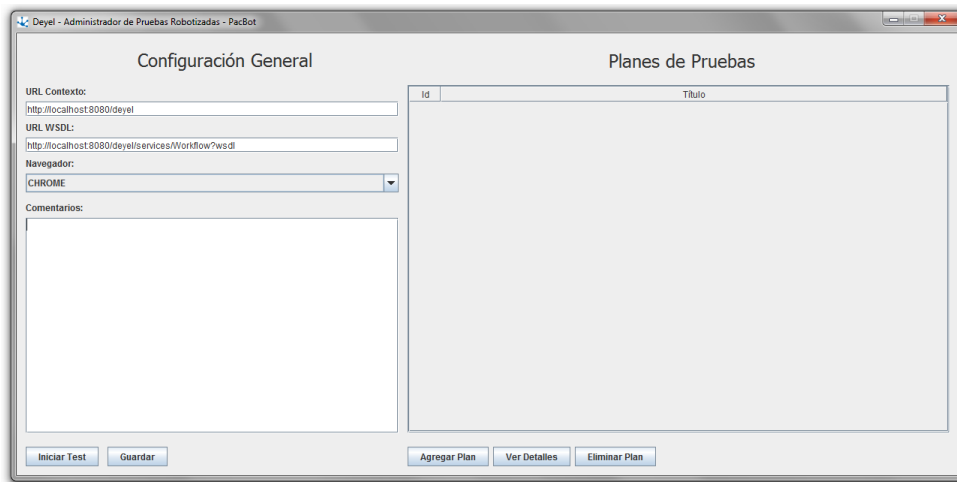 Deyel - Administrador de Pruebas Robotizadas - PacBot
Configuración General
URL Contexto:
http://localhost:8080/deyel
URL WSDL:
http://localhost:8080/deyel/services/Workflow?wsdl
Navegador:
CHROME
Comentarios:
Iniciar Test Guardar
Planes de Pruebas
Id Título
Agregar Plan Ver Detalles Eliminar Plan